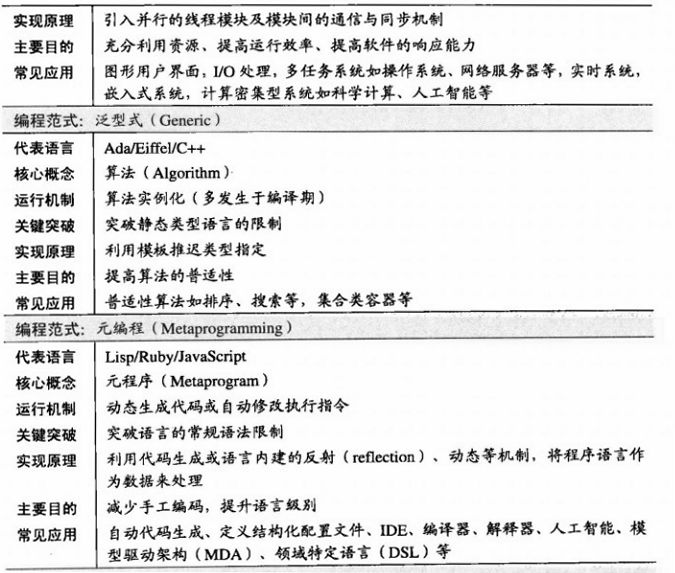 实现原理 引入并行的线程模块及模块间的通信与同步机制
主要目的 充分利用资源、提高运行效率、提高软件的响应能力
常见应用 图形用户界面，I/O 处理，多任务系统如操作系统、网络服务器等，实时系统，
嵌入式系统，计算密集型系统如科学计算、人工智能等
编程范式：泛型式（Generic）
代表语言 Ada/Eiffel/C++
核心概念 算法（Algorithm）
运行机制 算法实例化（多发生于编译期）
关键突破 突破静态类型语言的限制
实现原理 利用模板推迟类型指定
主要目的 提高算法的普适性
常见应用 普适性算法如排序、搜索等，集合类容器等
编程范式：元编程（Metaprogramming）
代表语言 Lisp/Ruby/JavaScript
核心概念 元程序（Metaprogram）
运行机制 动态生成代码或自动修改执行指令
关键突破 突破语言的常规语法限制
实现原理 利用代码生成或语言内建的反射（reflection）、动态等机制，将程序语言作
为数据来处理
主要目的 减少手工编码，提升语言级别
常见应用 自动代码生成、定义结构化配置文件、IDE、编译器、解释器、人工智能、模
型驱动架构（MDA）、领域特定语言（DSL）等